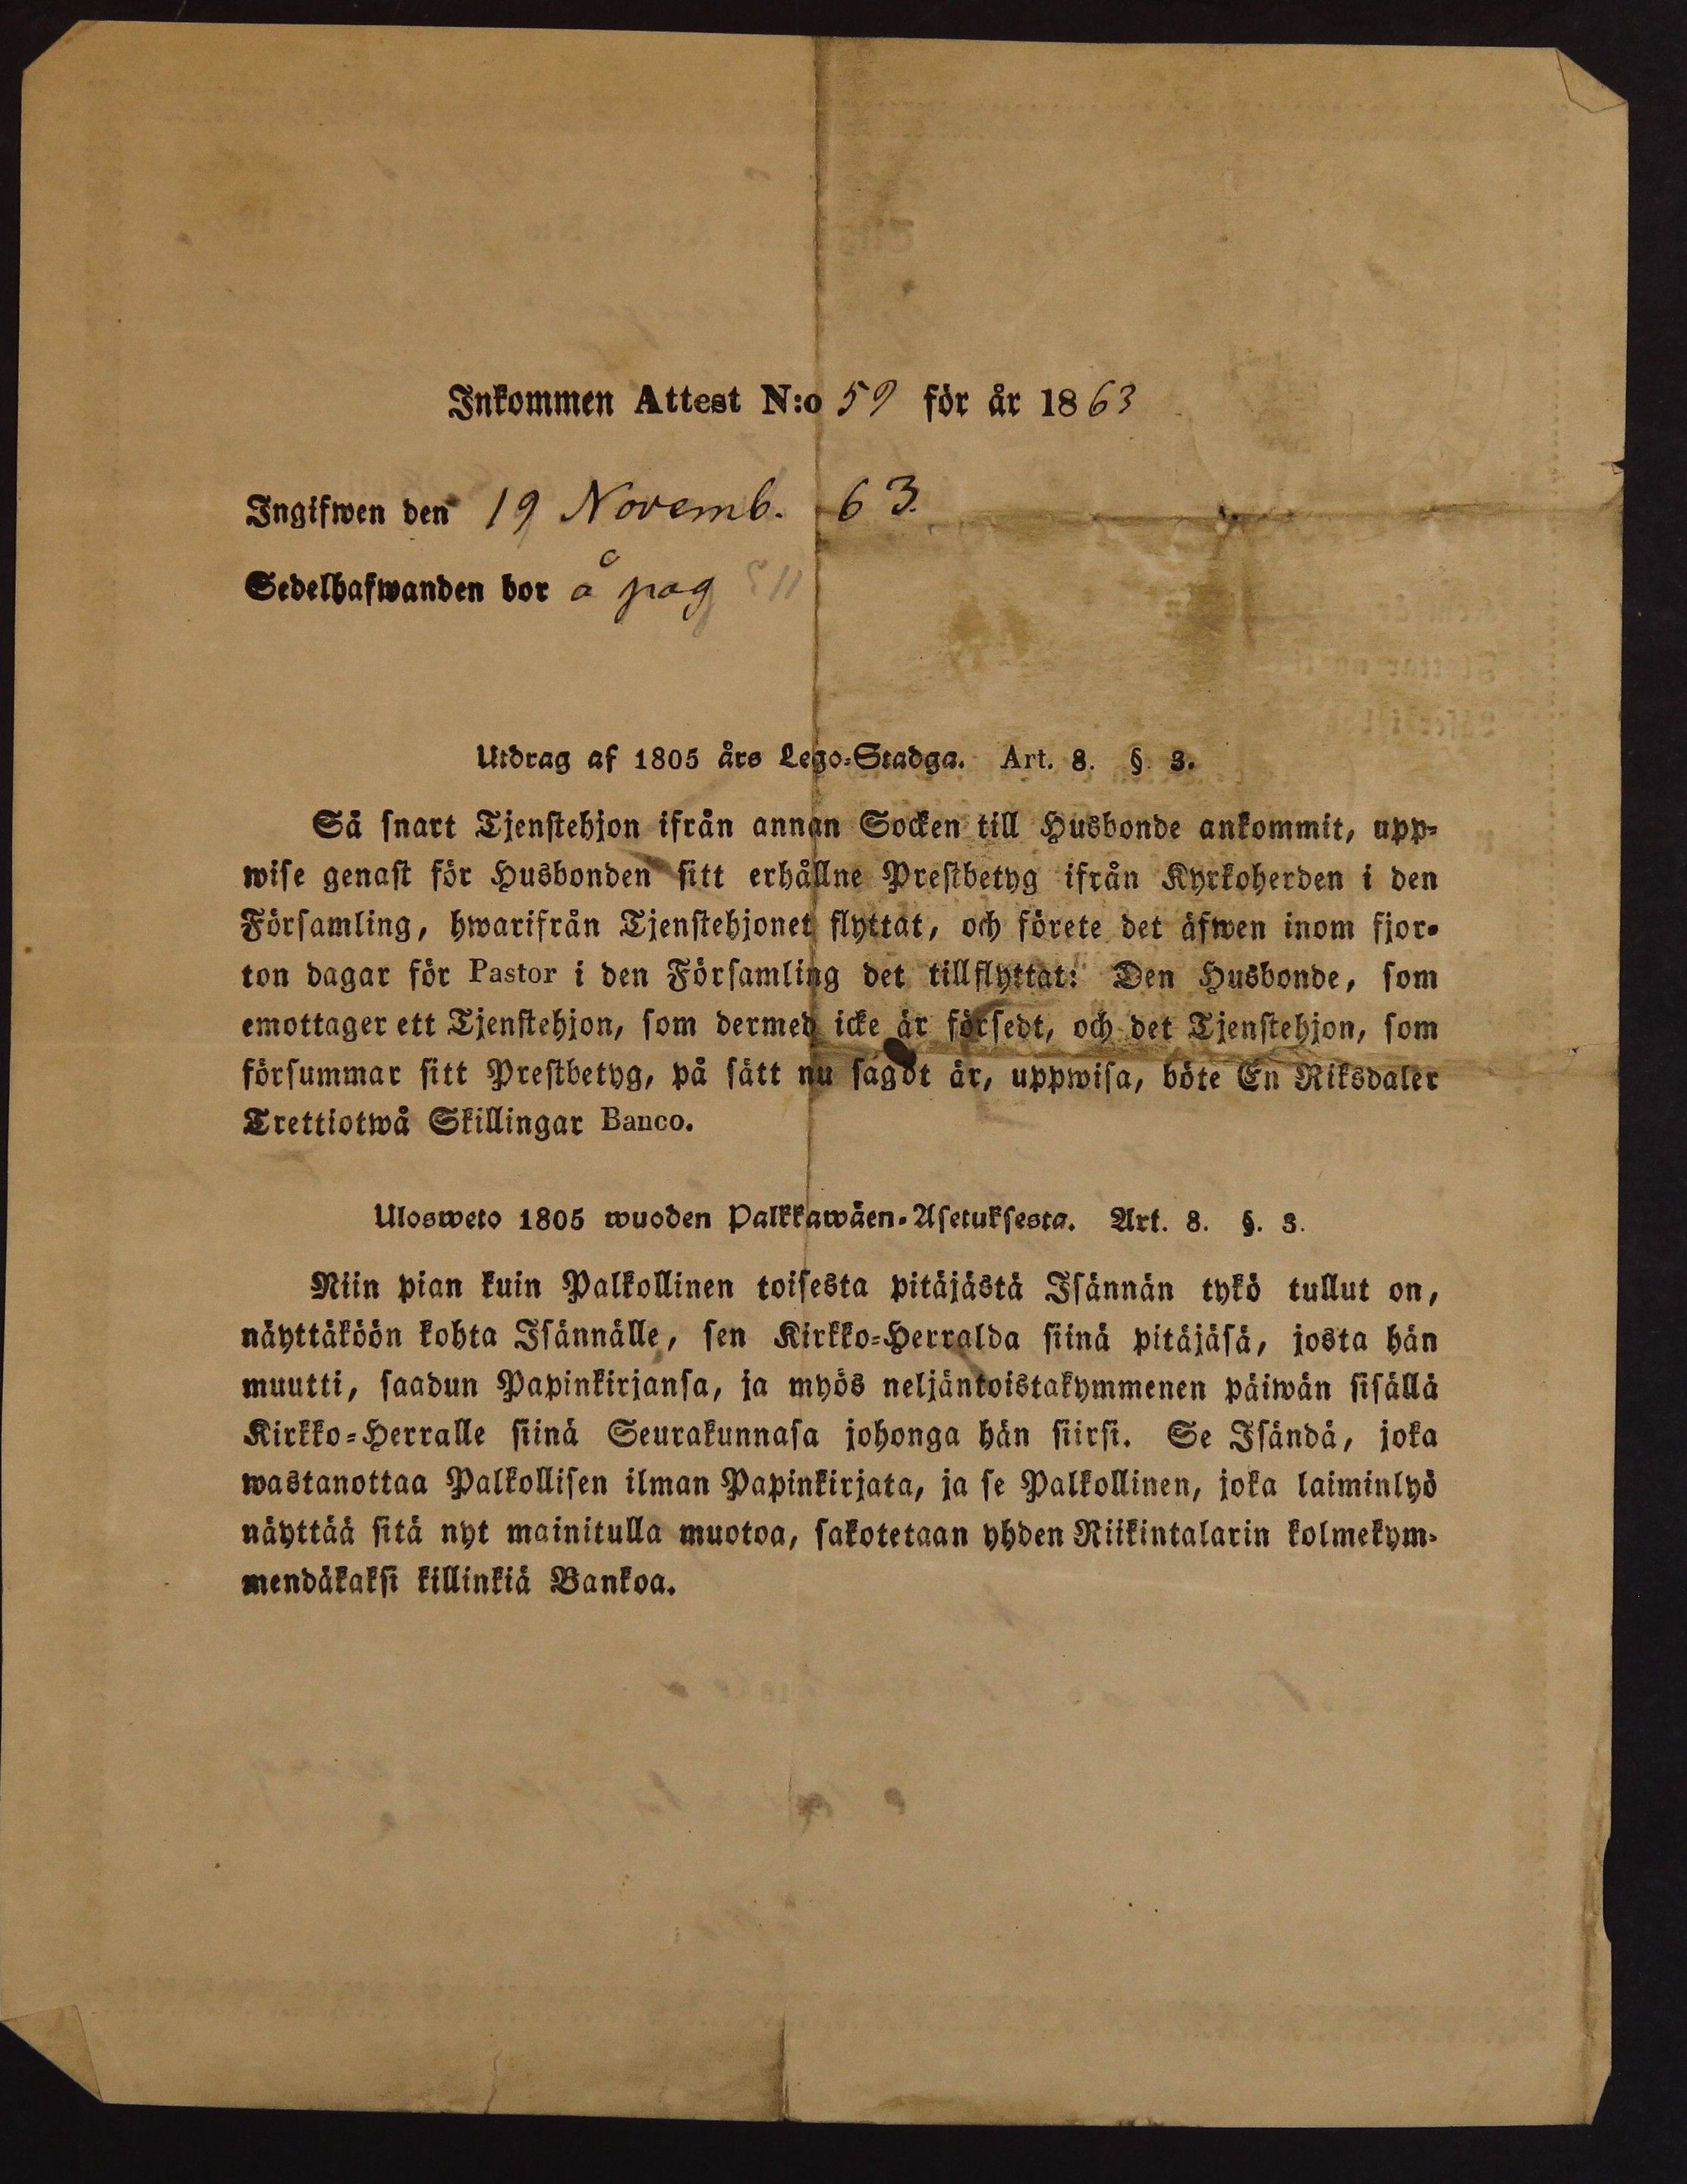 Inkommen Attest N:o 59 för år 1863
Ingifwen den 19 Novemb. 63.
Sedelhafwanden bor å pag
Utdrag af 1805 års Lego-Stadga. Art. 8. § 3.
Så snart Tjenstehjon ifrån annan Socken till Husbonde ankommit, upp-
wise genast för Husbonden sitt erhållne Prestbetyg ifrån Kyrkoherden i den
Församling, hwarifrån Tjenstehjonet flyttat, och förete det äfwen inom fjor-
ton dagar för Pastor i den Församling det tillflyttat: Den Husbonde, som
emottager ett Tjenstehjon, som dermed icke är försedt, och det Tjenstehjon, som
försummar sitt Prestbetyg, på sätt nu sagdt är, uppwisa, böte En Riksdaler
Trettiotwå Skillingar Banco.
Ulosweto 1805 wuoden Palkkawäen-Asetuksesta. Art. 8. §. 3.
Niin pian kuin Palkollinen toisesta pitäjästä Isännän tykö tullut on,
näyttäköön kohta Isännälle, sen Kirkko-Herralda siinä pitäjäsä, josta hän
muutti, saadun Papinkirjansa, ja myös neljäntoistakymmenen päiwän sisällä
Kirkko-Herralle siinä Seurakunnasa johonga hän siirsi. Se Isändä, joka
wastanottaa Palkollisen ilman Papinkirjata, ja se Palkollinen, joka laiminlyö
näyttää sitä nyt mainitulla muotoa, sakotetaan yhden Riikintalarin kolmekym-
mendäkaksi killinkiä Bankoa.